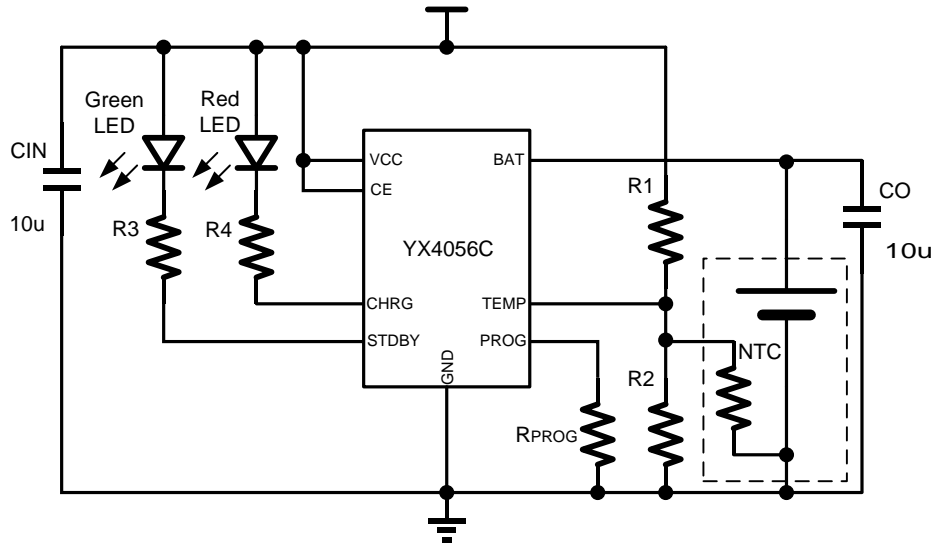 Green
LED
Red
LED
CIN
10u
R3
R4
VCC
CE
BAT
YX4056C
CHRG
STDBY
TEMP
PROG
GND
R1
R2
RPROG
NTC
CO
10u